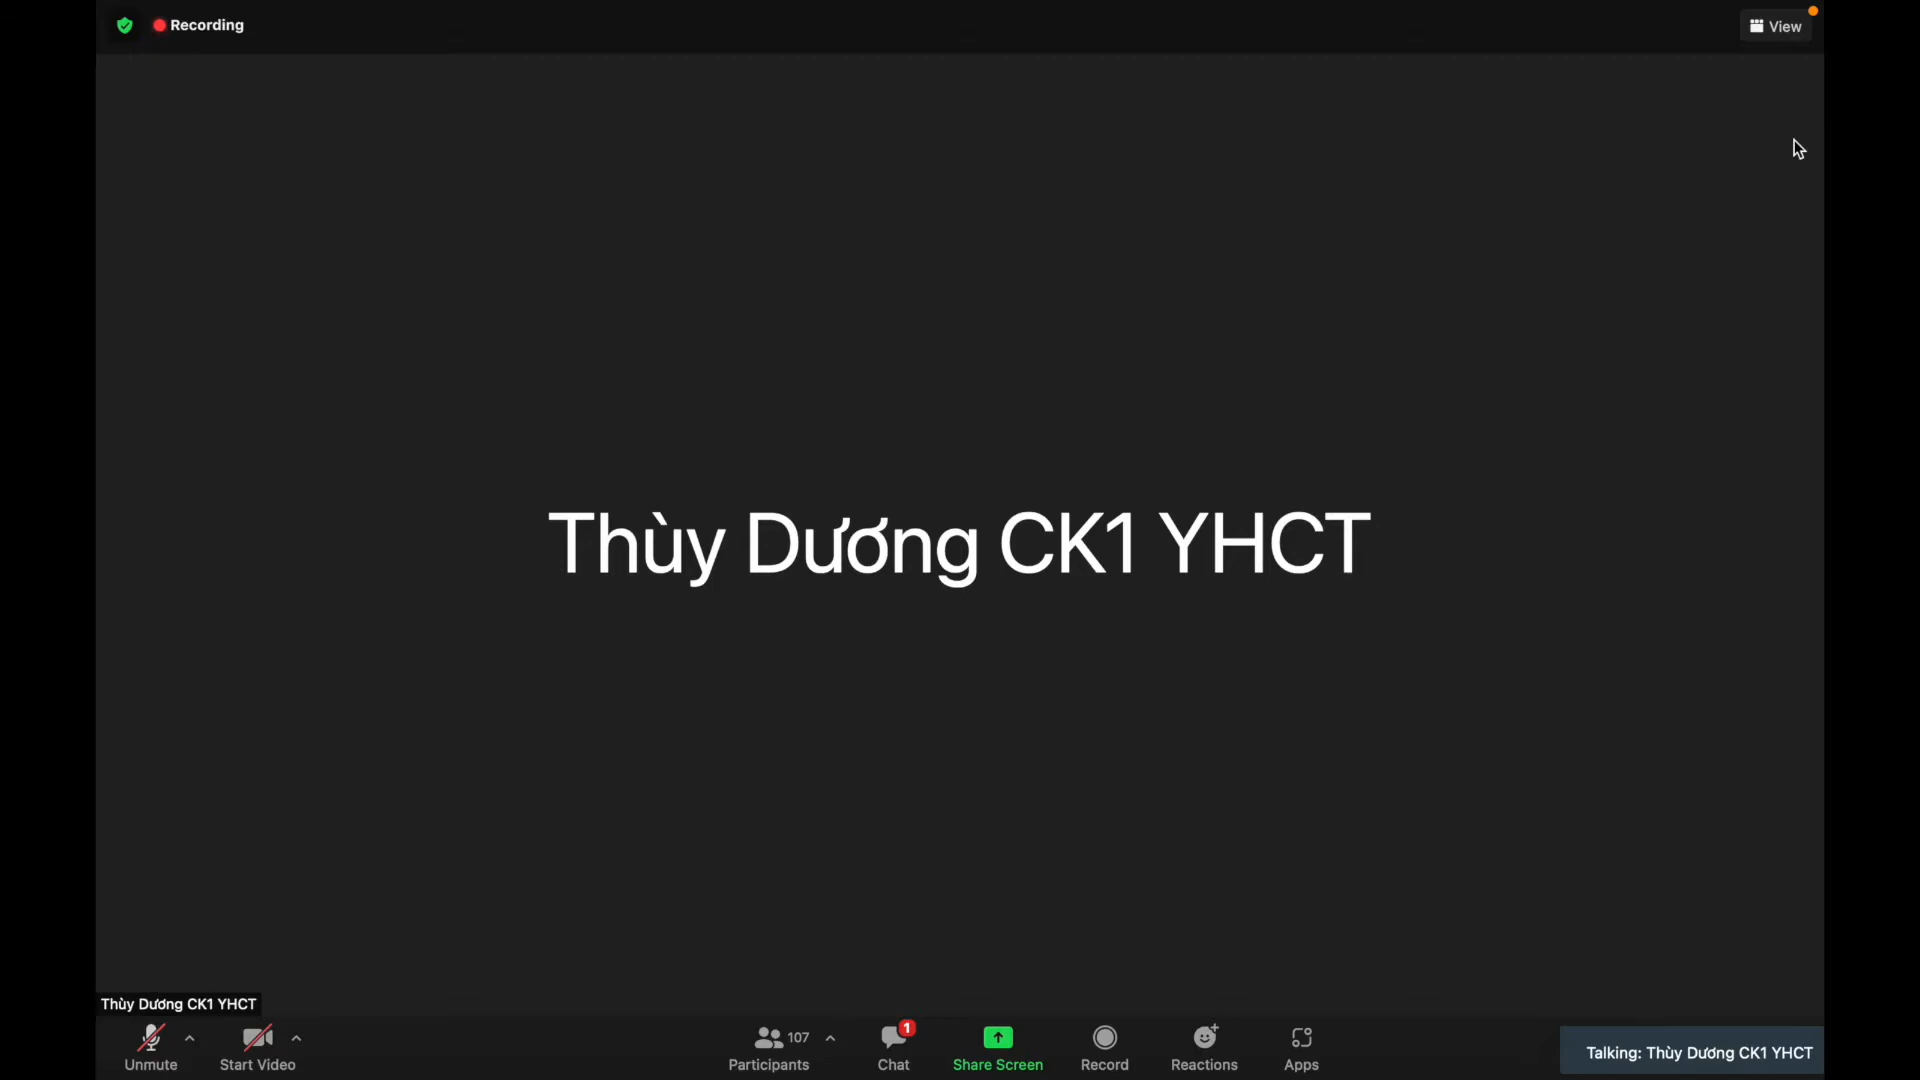 Recording
View
Thùy Dương CK1 YHCT
Thùy Dương CK1 YHCT
Unmute
Start Video
107
Participants
1
Chat
Share Screen
Record
Reactions
Apps
Talking: Thùy Dương CK1 YHCT